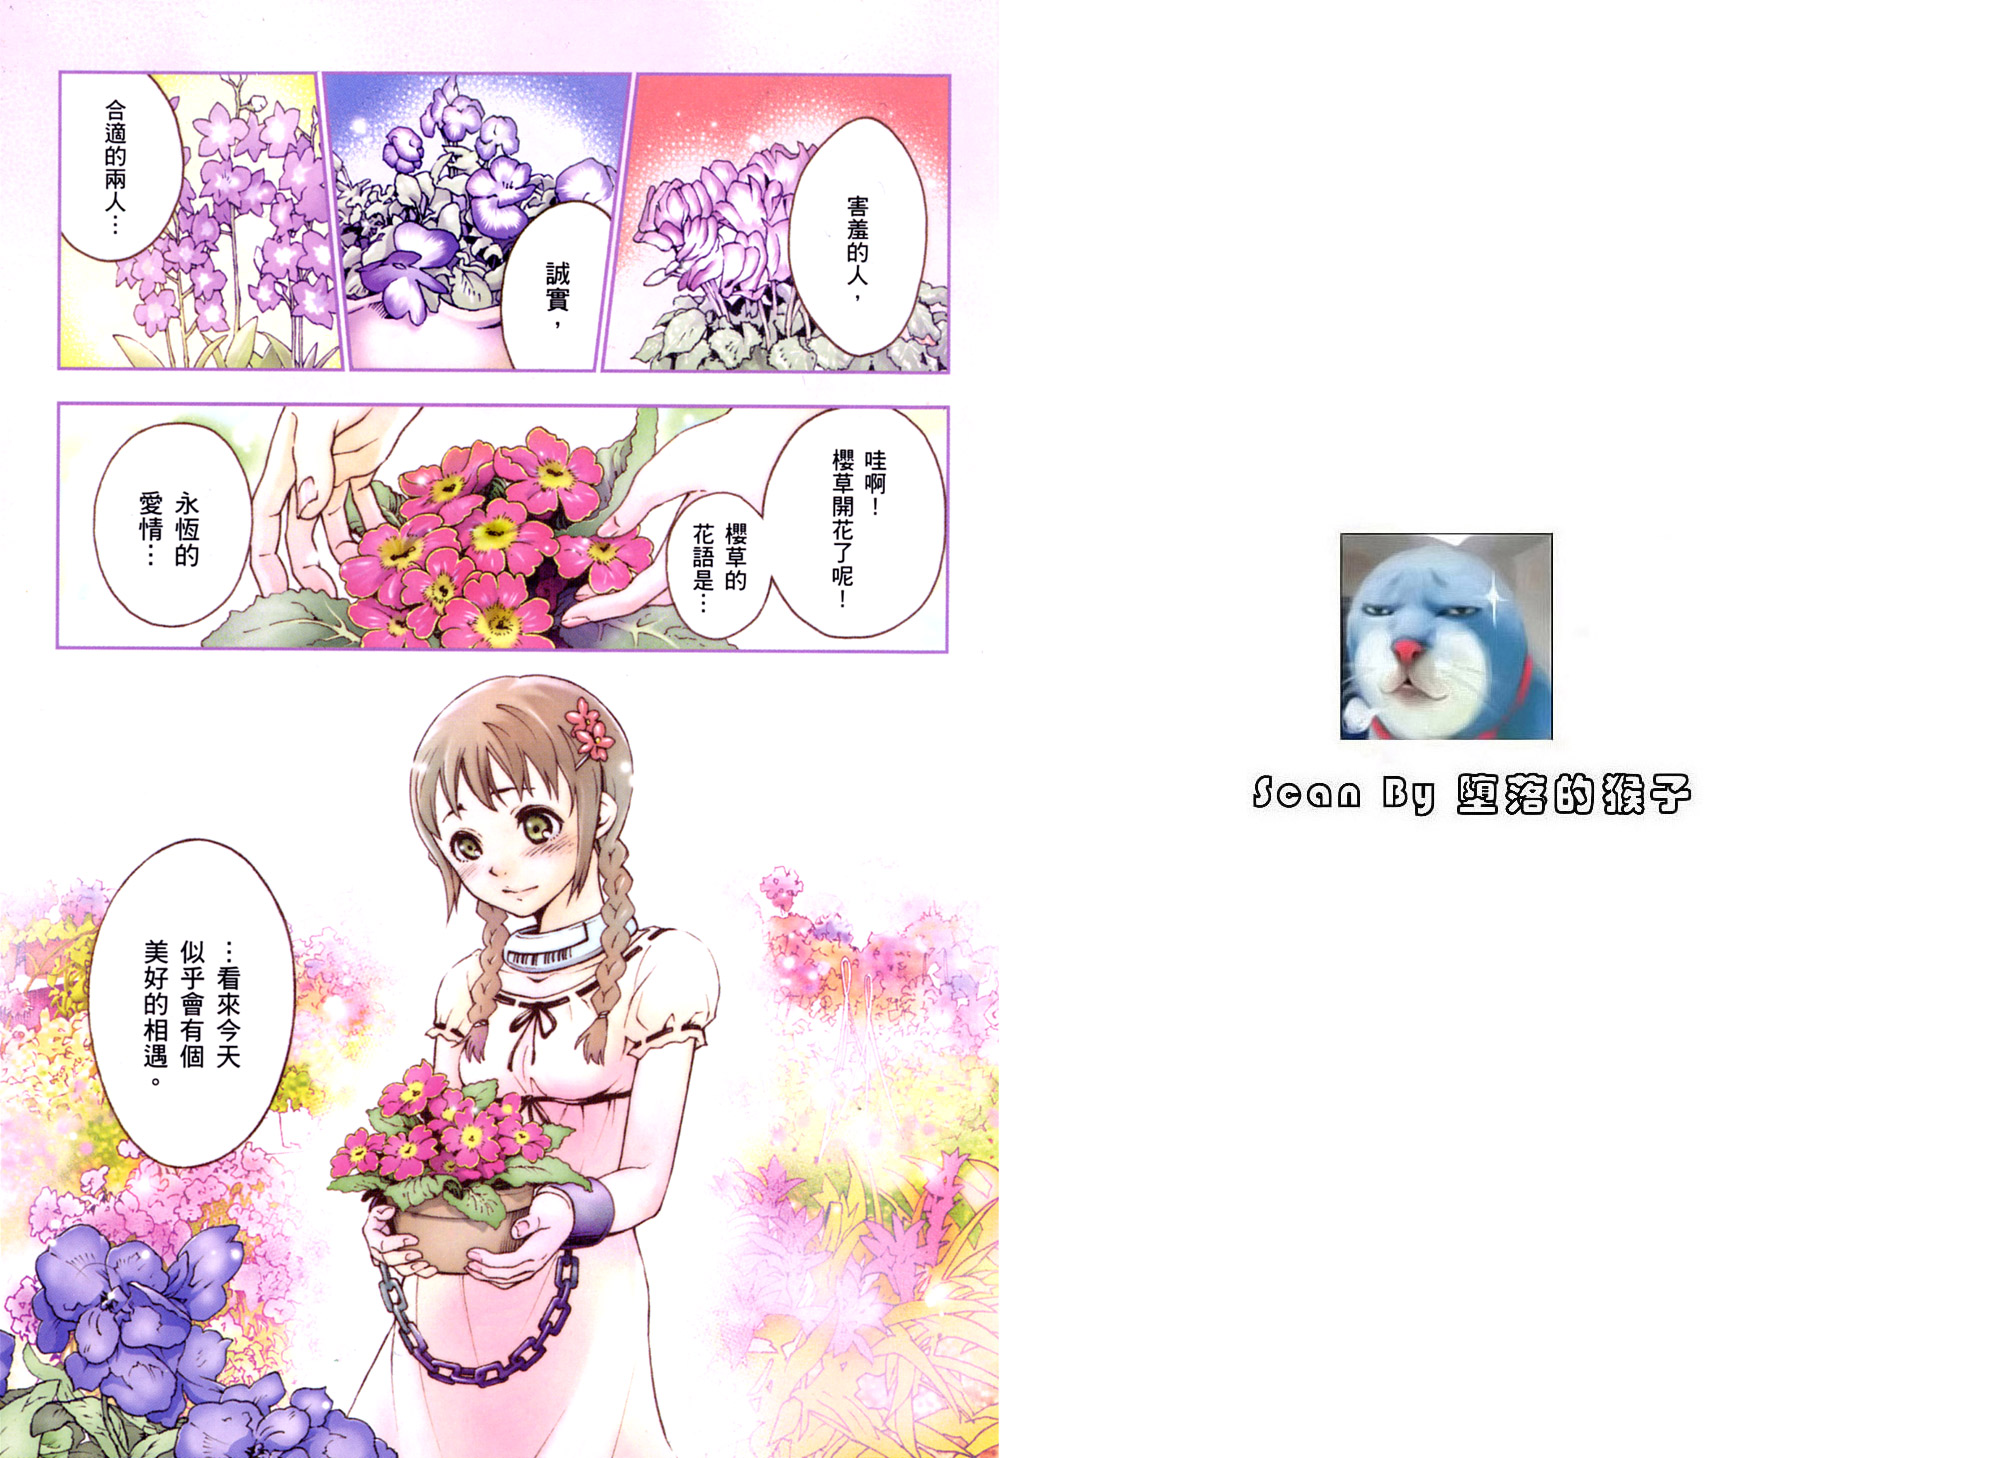 害羞的人，
誠實，
合適的兩人…
哇啊！
櫻草開花了呢！
櫻草的
花語是…
永恆的
愛情…
…看來今天
似乎會有個
美好的相遇。
Scan By 墮落的猴子